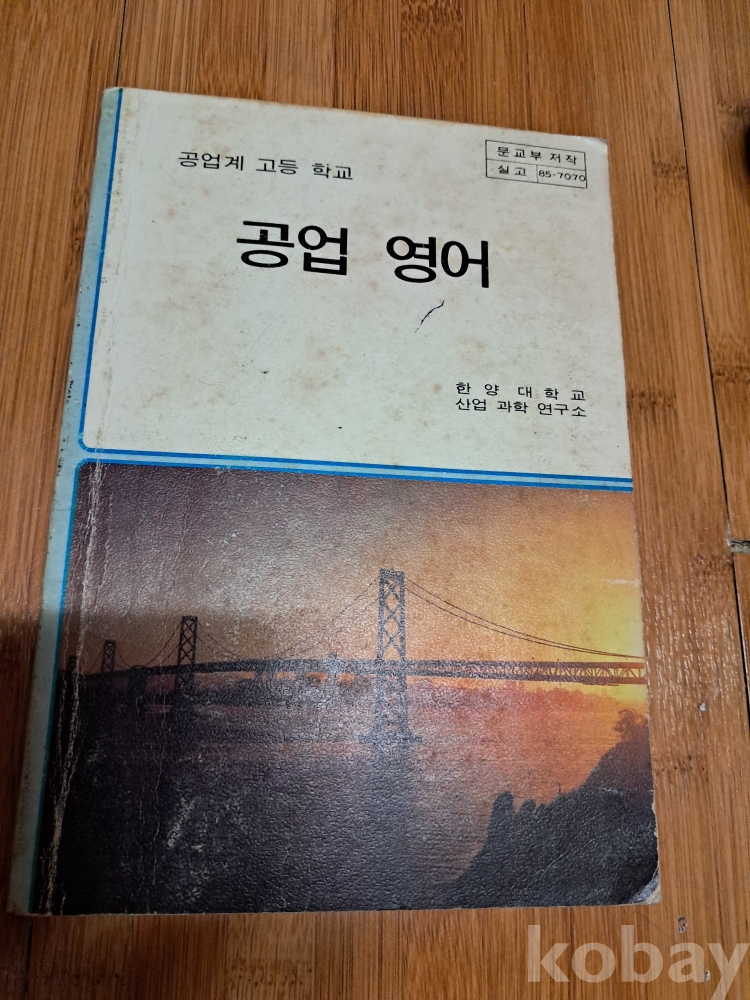 공업계 고등 학교
문교부 저작
실고 85-7070
공업 영어
한양 대학교
산업 과학 연구소
kobay